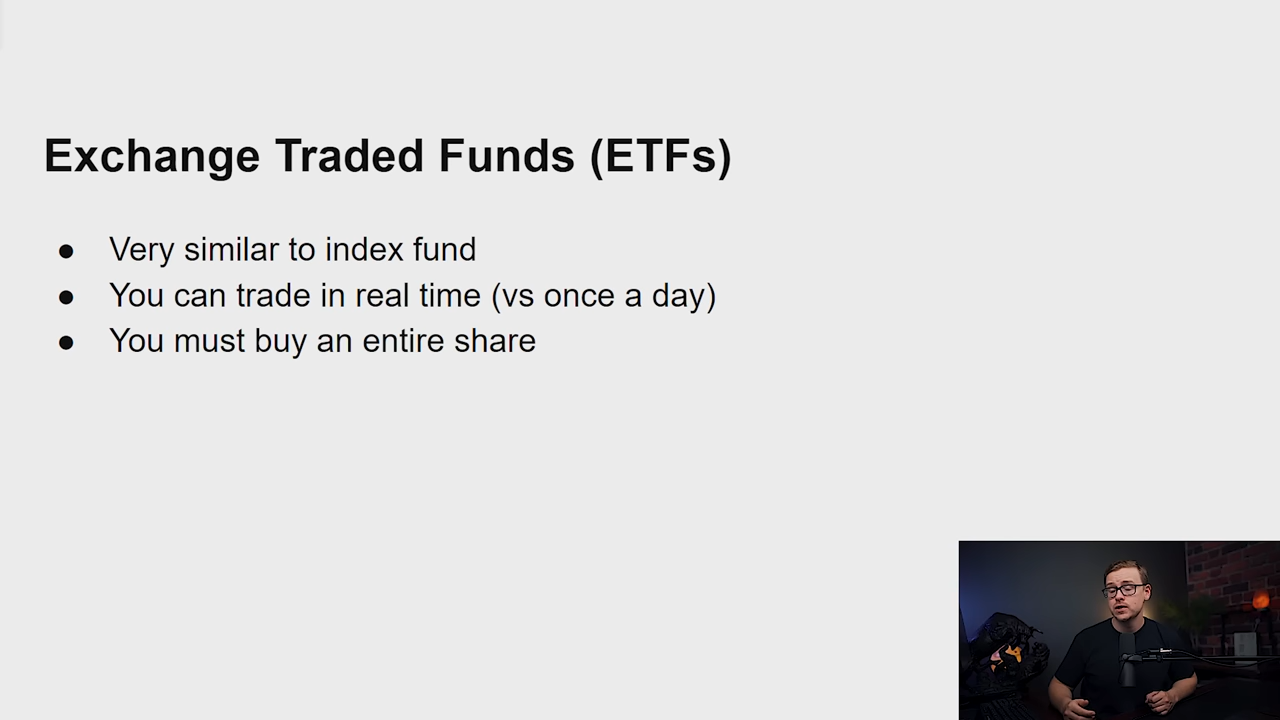 Exchange Traded Funds (ETFs)
● Very similar to index fund
● You can trade in real time (vs once a day)
● You must buy an entire share